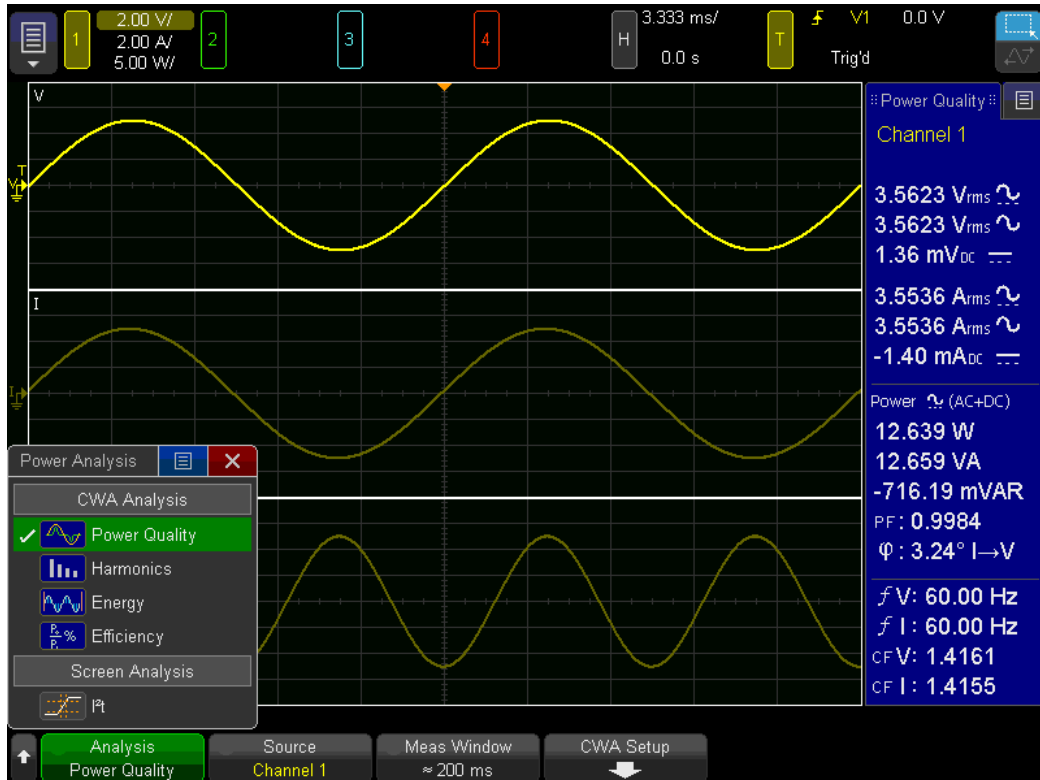 1
2.00 V/
2.00 A/
5.00 W/
2
3
4
H
3.333 ms/
0.0 s
T
V1
0.0 V
Trig'd
V
T
V
I
I
Power Quality
Channel 1
3.5623 Vrms
3.5623 Vrms
1.36 mVDC
3.5536 Arms
3.5536 Arms
-1.40 mADC
Power (AC+DC)
12.639 W
12.659 VA
-716.19 mVAR
PF: 0.9984
φ : 3.24° I→V
f V: 60.00 Hz
f I: 60.00 Hz
CF V: 1.4161
CF I: 1.4155
Power Analysis
CWA Analysis
Power Quality
Harmonics
Energy
Efficiency
Screen Analysis
I²t
Analysis
Power Quality
Source
Channel 1
Meas Window
≈ 200 ms
CWA Setup